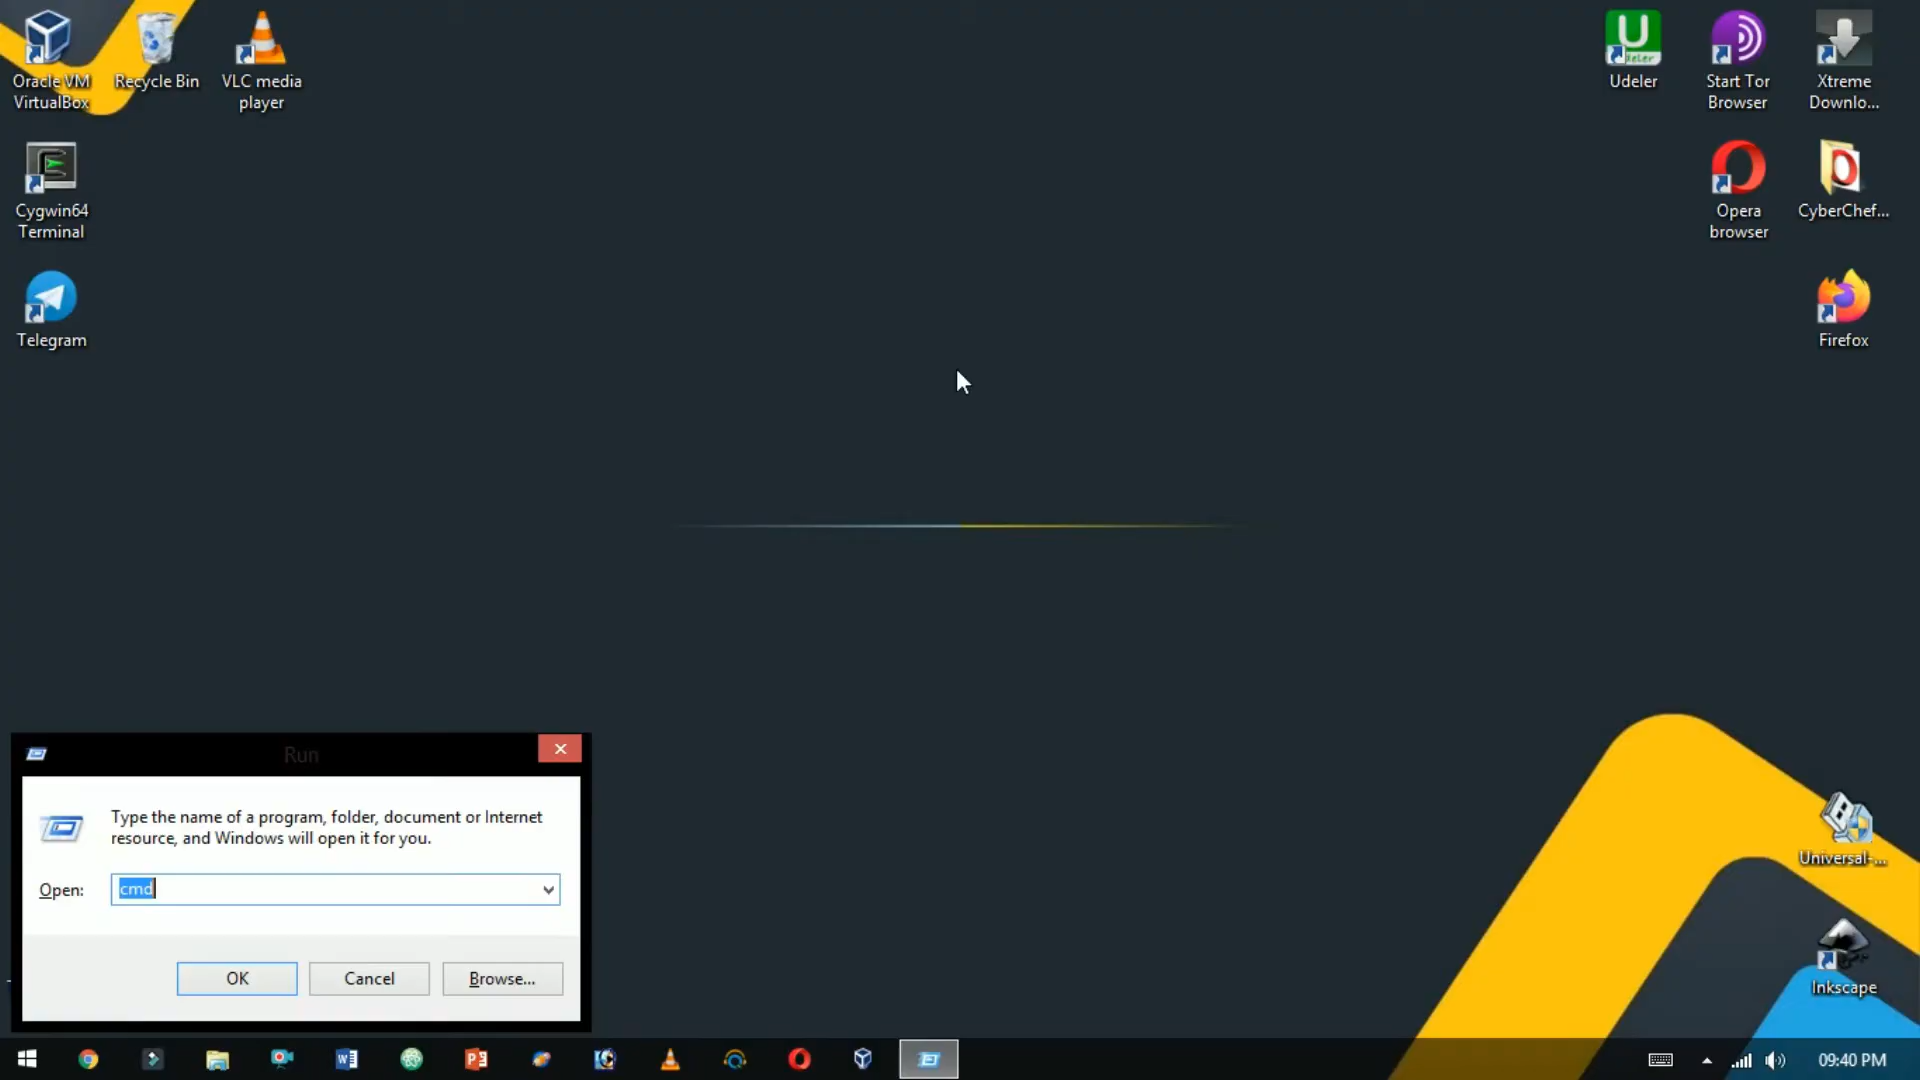 Oracle VM
VirtualBox
Recycle Bin
VLC media
player
Udeler
Start Tor
Browser
Xtreme
Downlo...
Cygwin64
Terminal
Opera
browser
CyberChef...
Telegram
Firefox
Run
Type the name of a program, folder, document or Internet
resource, and Windows will open it for you.
Open: cmd
OK Cancel Browse...
Universal-...
Inkscape
09:40 PM